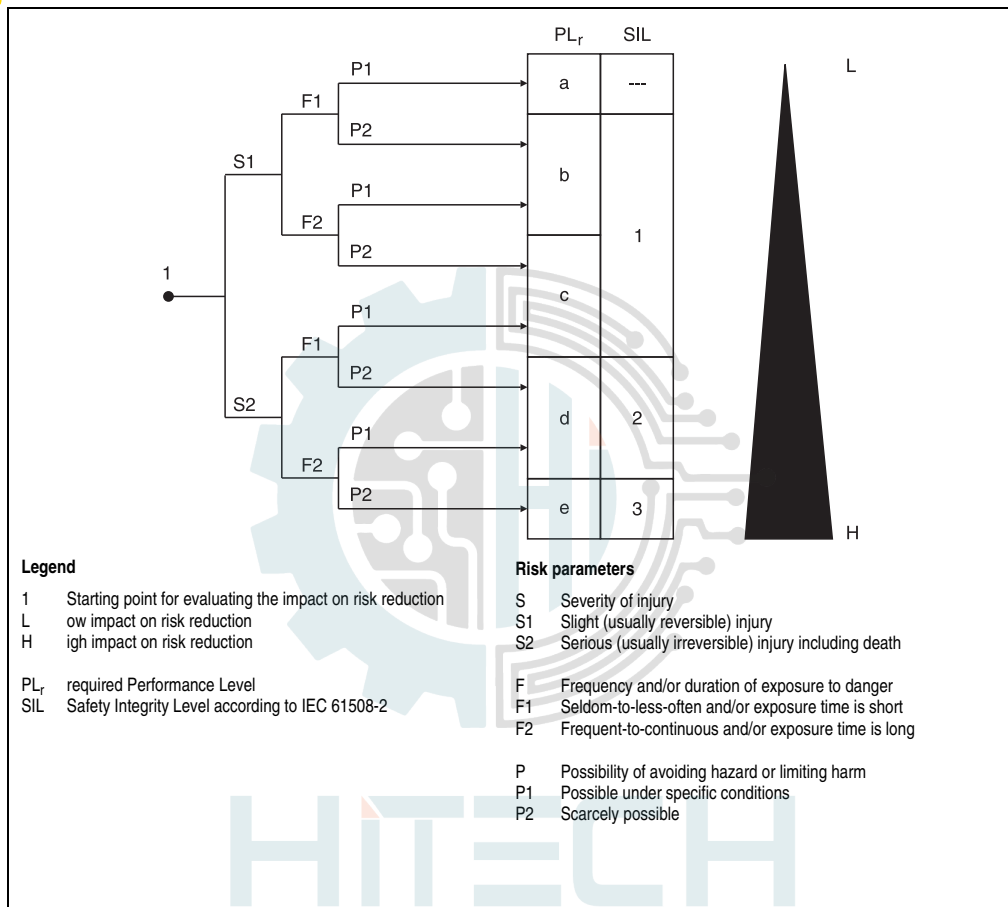 PLr SIL
P1
a ---
L
F1
P2
S1
b
P1
F2
1
P2
1
c
P1
F1
P2
S2
d 2
P1
F2
P2
e 3
H
Legend
1 Starting point for evaluating the impact on risk reduction
L ow impact on risk reduction
H igh impact on risk reduction
PLr required Performance Level
SIL Safety Integrity Level according to IEC 61508-2
Risk parameters
S Severity of injury
S1 Slight (usually reversible) injury
S2 Serious (usually irreversible) injury including death
F Frequency and/or duration of exposure to danger
F1 Seldom-to-less-often and/or exposure time is short
F2 Frequent-to-continuous and/or exposure time is long
P Possibility of avoiding hazard or limiting harm
P1 Possible under specific conditions
P2 Scarcely possible
HiTECH